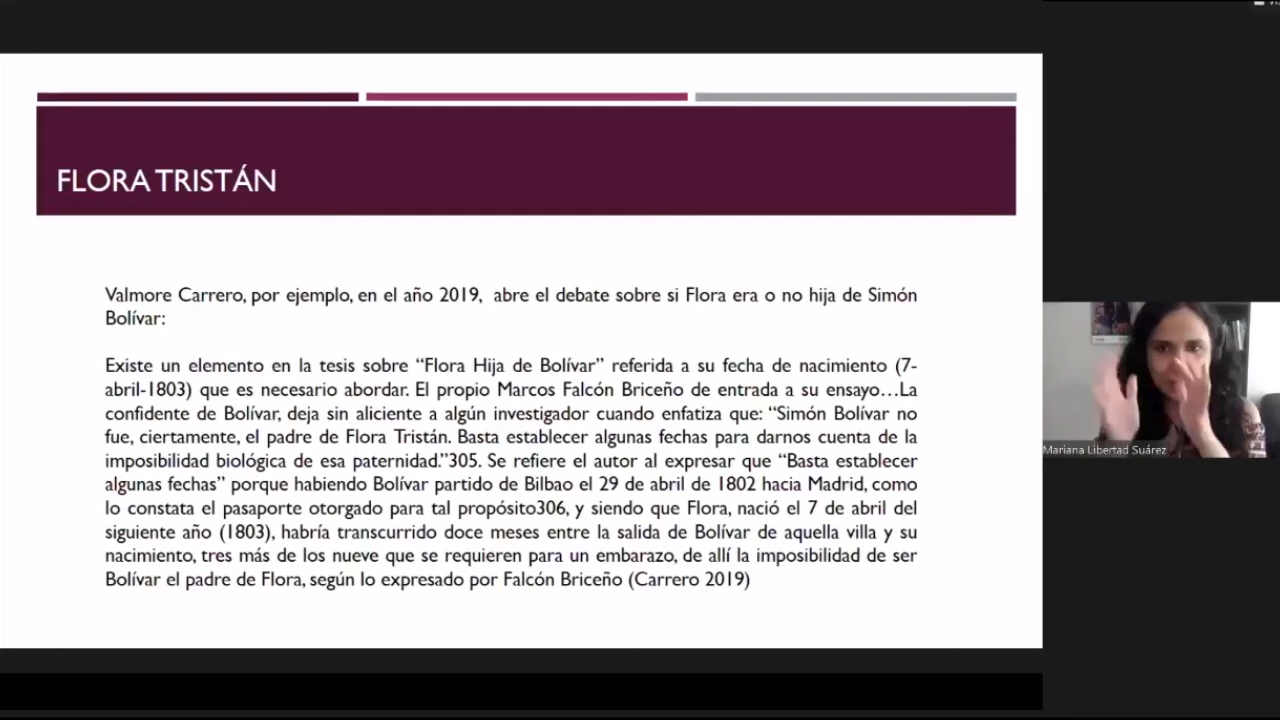 FLORA TRISTÁN
Valmore Carrero, por ejemplo, en el año 2019, abre el debate sobre si Flora era o no hija de Simón
Bolívar:
Existe un elemento en la tesis sobre “Flora Hija de Bolívar” referida a su fecha de nacimiento (7-
abril-1803) que es necesario abordar. El propio Marcos Falcón Briceño de entrada a su ensayo…La
confidente de Bolívar, deja sin aliciente a algún investigador cuando enfatiza que: “Simón Bolívar no
fue, ciertamente, el padre de Flora Tristán. Basta establecer algunas fechas para darnos cuenta de la
imposibilidad biológica de esa paternidad.”305. Se refiere el autor al expresar que “Basta establecer
algunas fechas” porque habiendo Bolívar partido de Bilbao el 29 de abril de 1802 hacia Madrid, como
lo constata el pasaporte otorgado para tal propósito306, y siendo que Flora, nació el 7 de abril del
siguiente año (1803), habría transcurrido doce meses entre la salida de Bolívar de aquella villa y su
nacimiento, tres más de los nueve que se requieren para un embarazo, de allí la imposibilidad de ser
Bolívar el padre de Flora, según lo expresado por Falcón Briceño (Carrero 2019)
Mariana Libertad Suárez